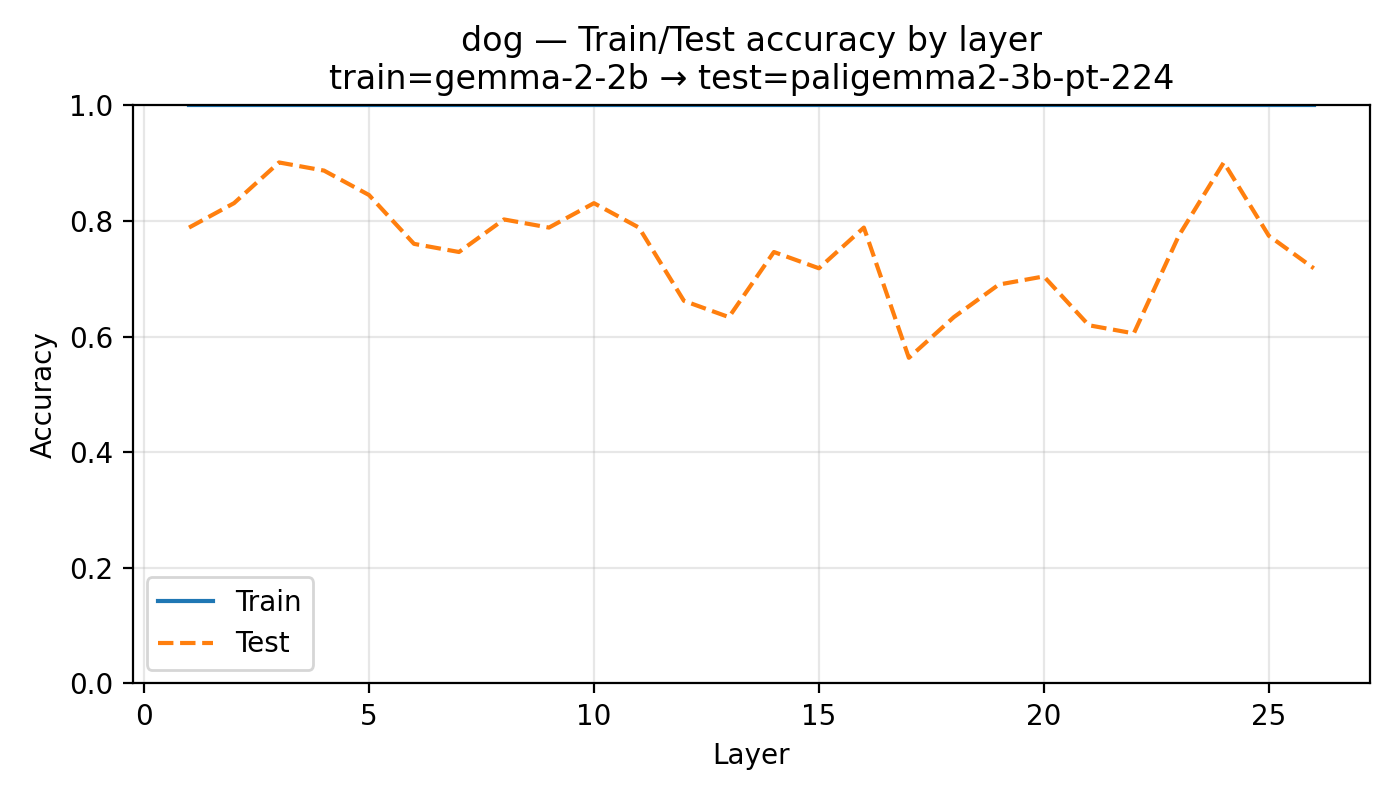 dog — Train/Test accuracy by layer
train=gemma-2-2b → test=paligemma2-3b-pt-224
1.0
0.8
0.6
0.4
0.2
0.0
Accuracy
Train
Test
0 5 10 15 20 25
Layer